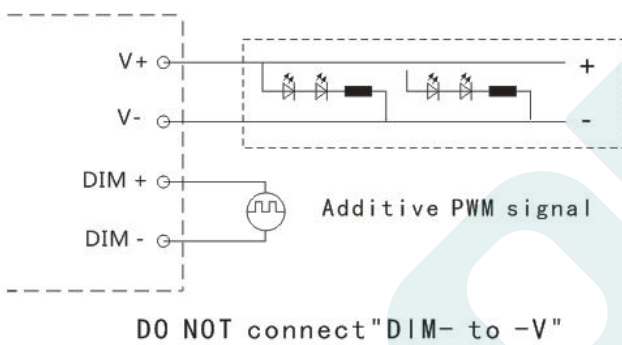 V+
+
V-
-
DIM +
Additive PWM signal
DIM -
DO NOT connect"DIM- to -V"